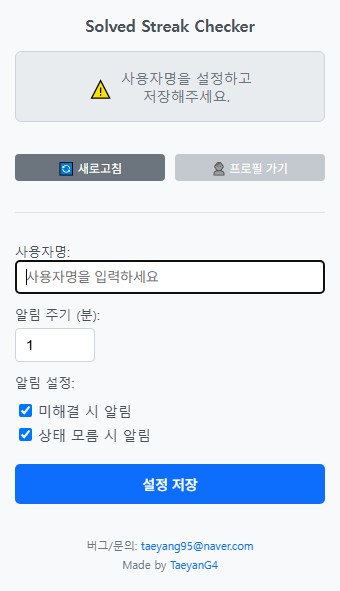 Solved Streak Checker
사용자명을 설정하고
저장해주세요.
새로고침
프로필 가기
사용자명:
사용자명을 입력하세요
알림 주기 (분):
1
알림 설정:
미해결 시 알림
상태 모름 시 알림
설정 저장
버그/문의: taeyang95@naver.com
Made by TaeyanG4